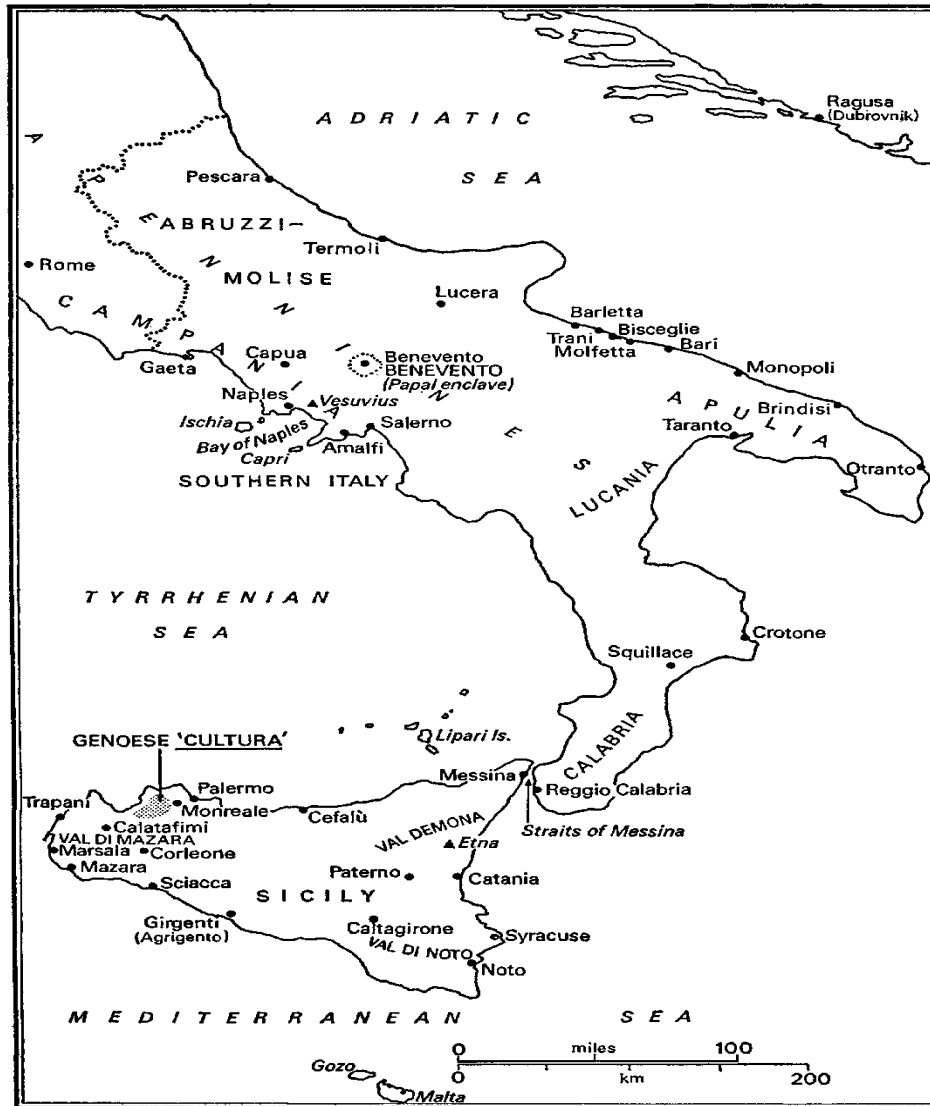 ADRIATIC
SEA
Ragusa
(Dubrovnik)
APENNINES
Pescara
ABRUZZI–
MOLISE
Termoli
Rome
Lucera
CAMPANIA
Barletta
Trani
Bisceglie
Molfetta
Bari
Gaeta
Capua
Benevento
BENEVENTO
(Papal enclave)
Monopoli
Naples
Vesuvius
Ischia
Bay of Naples
Capri
Amalfi
Salerno
APULIA
Brindisi
Taranto
Otranto
SOUTHERN ITALY
LUCANIA
TYRRHENIAN
SEA
Crotone
Squillace
Lipari Is.
CALABRIA
GENOESE 'CULTURA'
Messina
Reggio Calabria
Straits of Messina
Trapani
Palermo
Monreale
Cefalù
Calatafimi
VAL DI MAZARA
VAL DEMONA
Etna
Marsala
Corleone
Mazara
Sciacca
Paterno
Catania
SICILY
Girgenti
(Agrigento)
Caltagirone
VAL DI NOTO
Syracuse
Noto
MEDITERRANEAN SEA
0 miles 100
0 km 200
Gozo
Malta